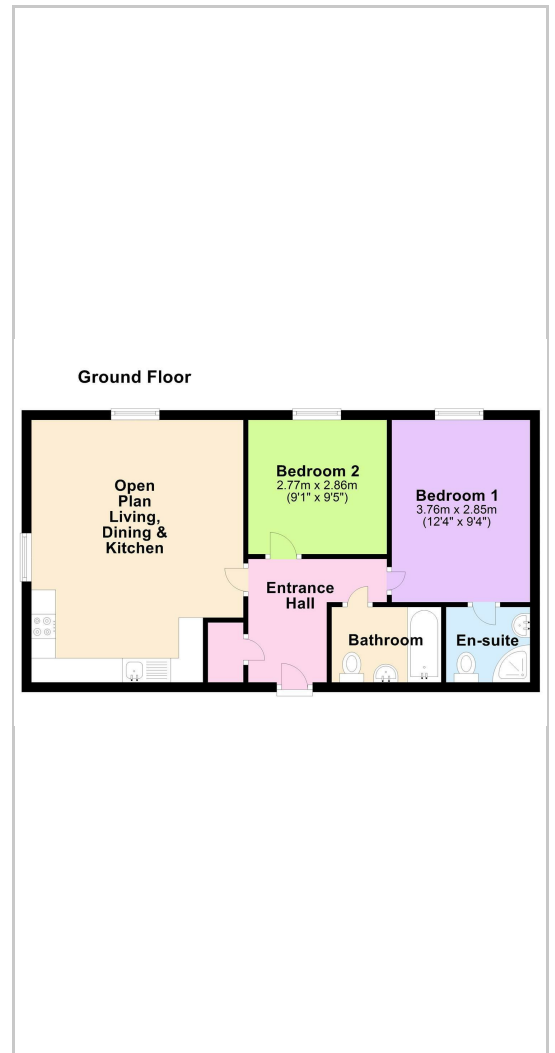 Ground Floor
Open
Plan
Living,
Dining &
Kitchen
Bedroom 2
2.77m x 2.86m
(9'1" x 9'5")
Bedroom 1
3.76m x 2.85m
(12'4" x 9'4")
Entrance
Hall
Bathroom
En-suite